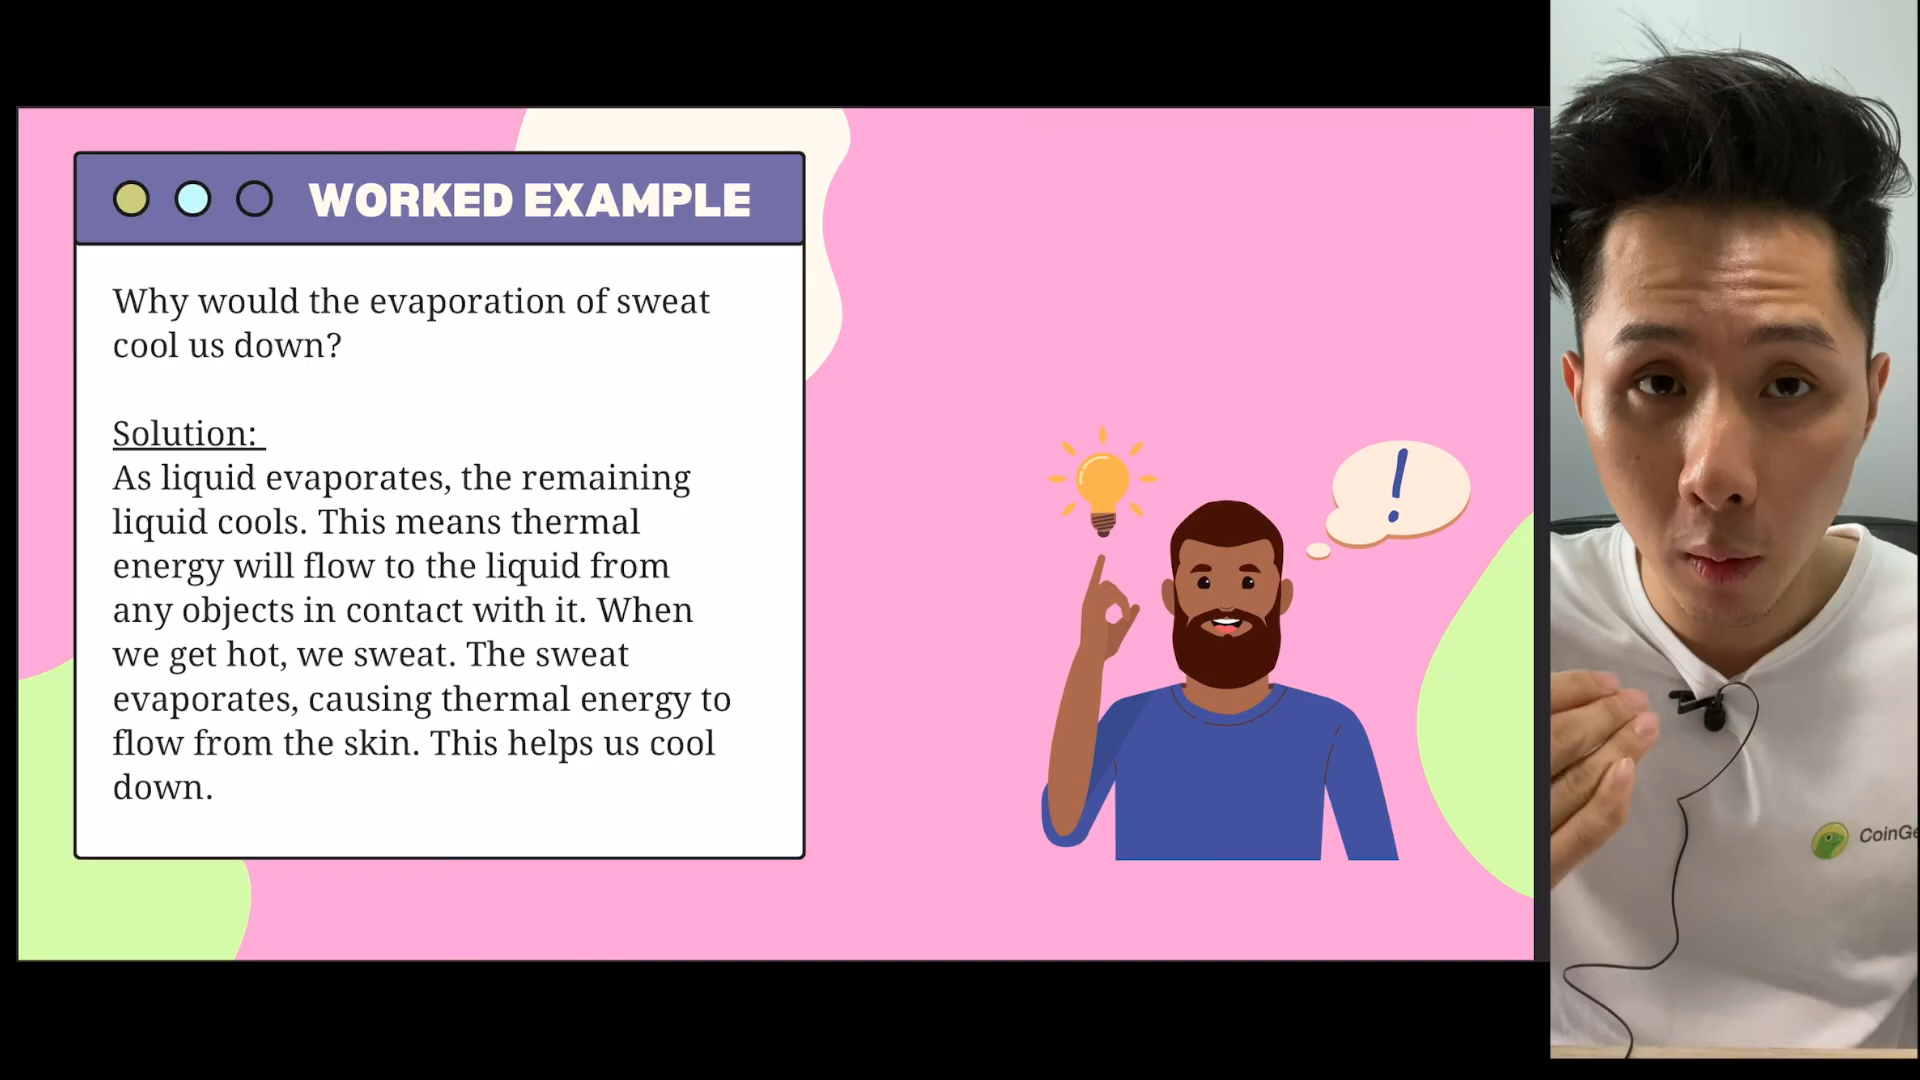 WORKED EXAMPLE
Why would the evaporation of sweat
cool us down?
Solution:
As liquid evaporates, the remaining
liquid cools. This means thermal
energy will flow to the liquid from
any objects in contact with it. When
we get hot, we sweat. The sweat
evaporates, causing thermal energy to
flow from the skin. This helps us cool
down.
!